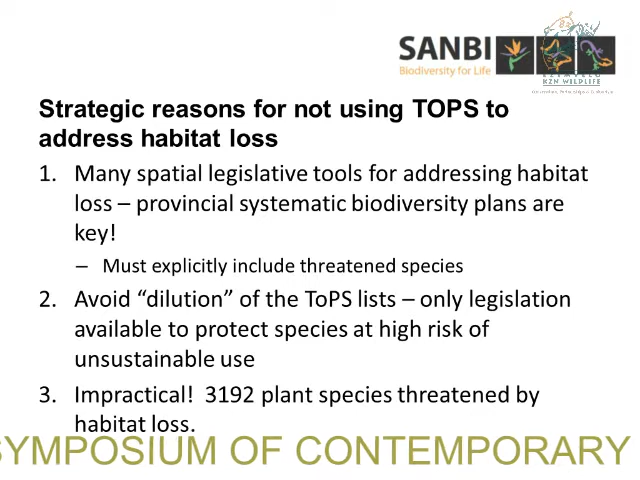 SANBI
Biodiversity for Life
KZN WILDLIFE
Strategic reasons for not using TOPS to
address habitat loss
1. Many spatial legislative tools for addressing habitat
loss – provincial systematic biodiversity plans are
key!
– Must explicitly include threatened species
2. Avoid “dilution” of the ToPS lists – only legislation
available to protect species at high risk of
unsustainable use
3. Impractical! 3192 plant species threatened by
habitat loss.
SYMPOSIUM OF CONTEMPORARY